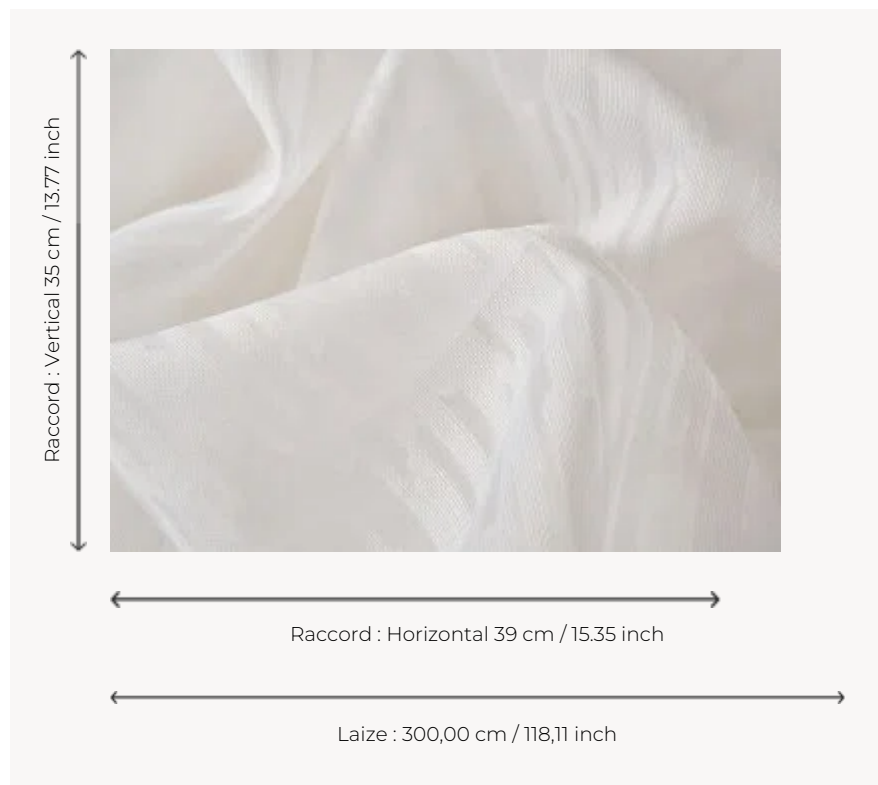 Raccord : Vertical 35 cm / 13.77 inch
Raccord : Horizontal 39 cm / 15.35 inch
Laize : 300,00 cm / 118,11 inch